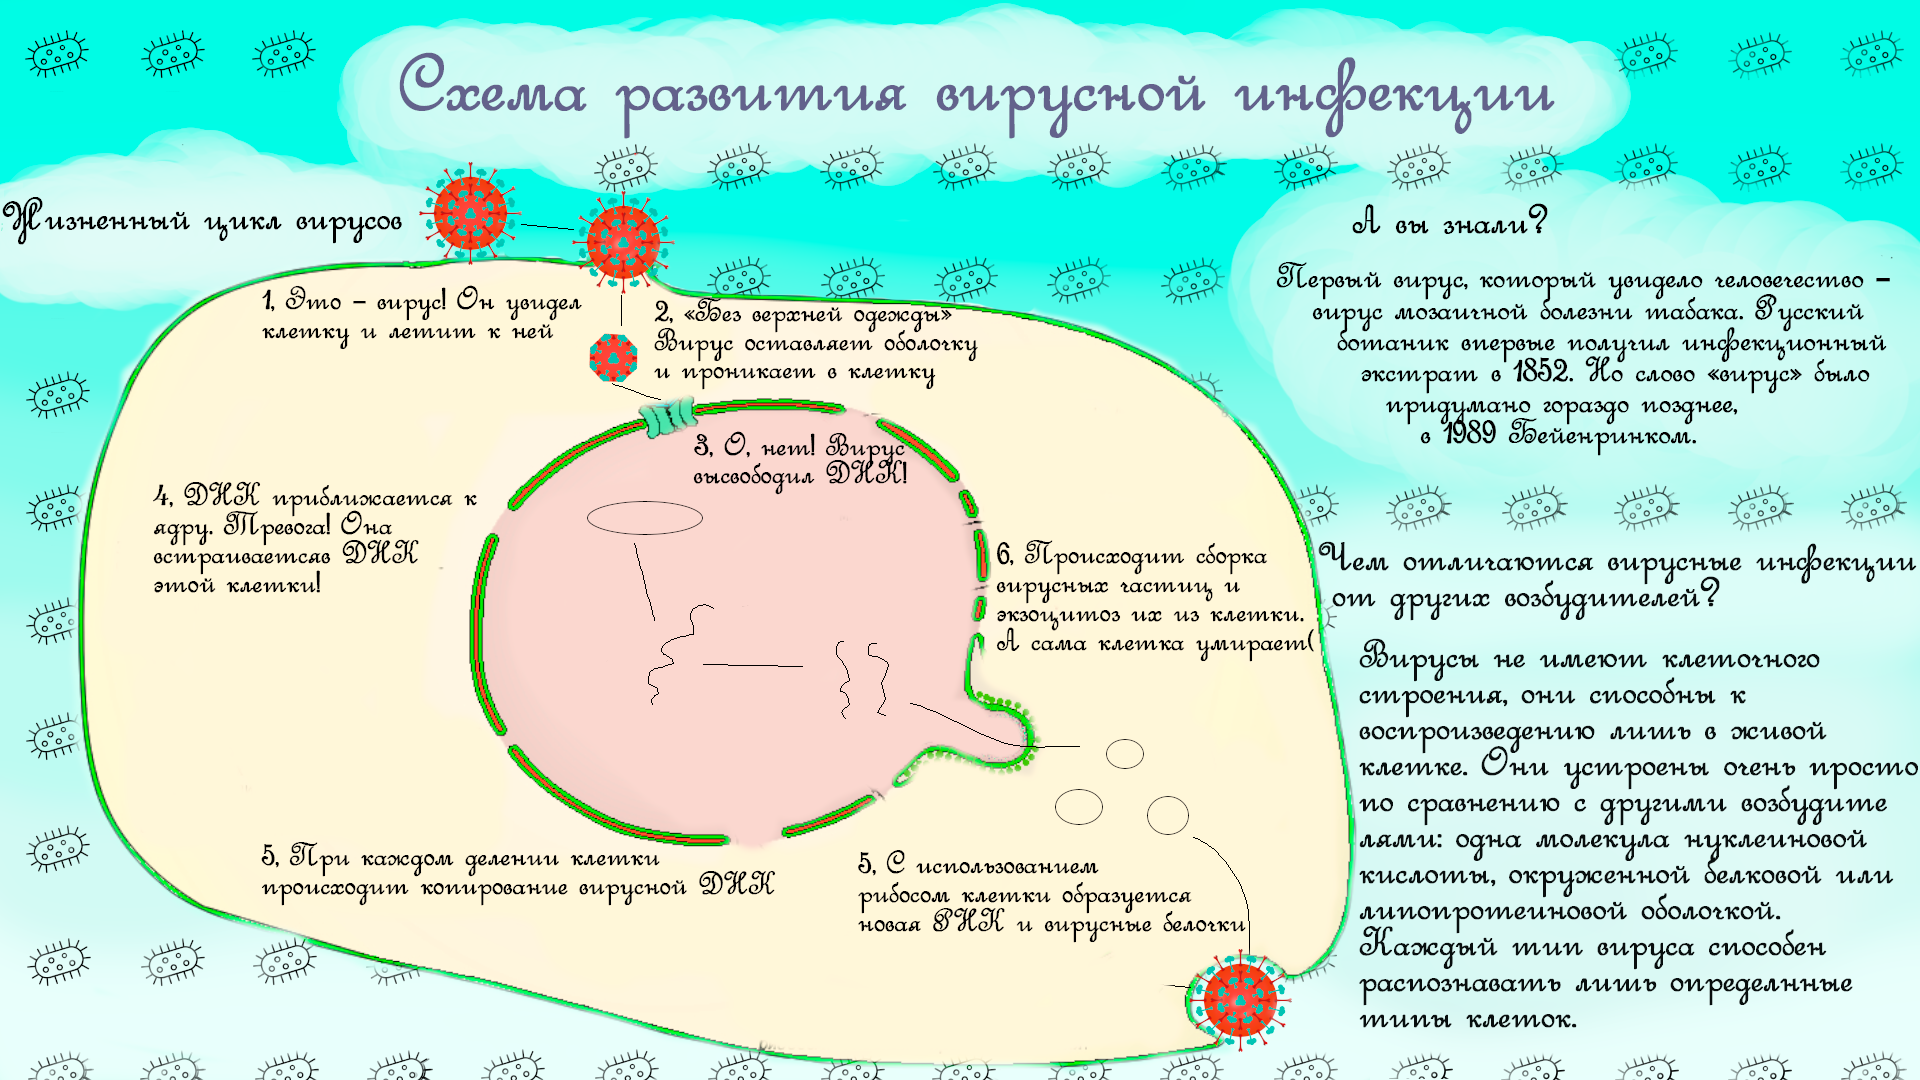 Схема развития вирусной инфекции
Жизненный цикл вирусов
1, Это – вирус! Он увидел
клетку и летит к ней
2, «Без верхней одежды»
Вирус оставляет оболочку
и проникает в клетку
3, О, нет! Вирус
высвободил ДНК!
4, ДНК приближается к
ядру. Тревога! Она
встраиваетсяв ДНК
этой клетки!
5, При каждом делении клетки
происходит копирование вирусной ДНК
5, С использованием
рибосом клетки образуется
новая РНК и вирусные белочки
6, Происходит сборка
вирусных частиц и
экзоцитоз их из клетки.
А сама клетка умирает(
А вы знали?
Первый вирус, который увидело человечество –
вирус мозаичной болезни табака. Русский
ботаник впервые получил инфекционный
экстрат в 1852. Но слово «вирус» было
придумано гораздо позднее,
в 1989 Бейенринком.
Чем отличаются вирусные инфекции
от других возбудителей?
Вирусы не имеют клеточного
строения, они способны к
воспроизведению лишь в живой
клетке. Они устроены очень просто
по сравнению с другими возбудите
лями: одна молекула нуклеиновой
кислоты, окруженной белковой или
липопротеиновой оболочкой.
Каждый тип вируса способен
распознавать лишь определнные
типы клеток.